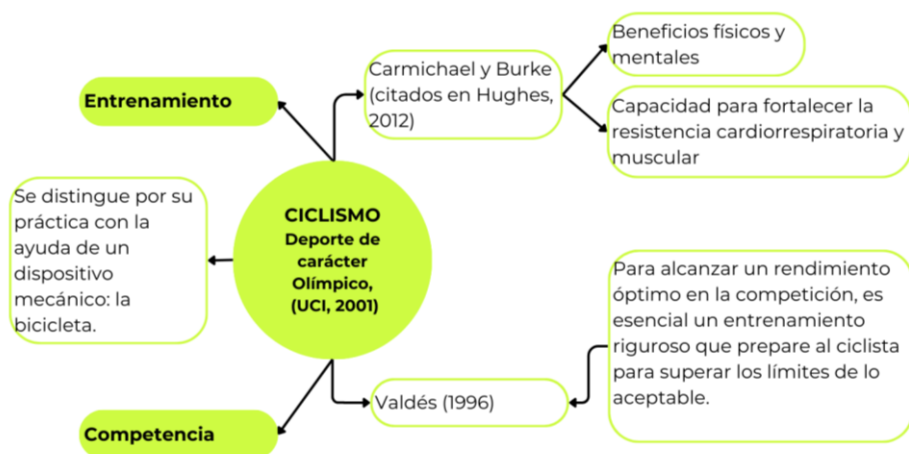 Beneficios físicos y
mentales
Carmichael y Burke
(citados en Hughes,
2012)
Entrenamiento
Capacidad para fortalecer la
resistencia cardiorrespiratoria y
muscular
Se distingue por su
práctica con la
ayuda de un
dispositivo
mecánico: la
bicicleta.
CICLISMO
Deporte de
carácter
Olímpico,
(UCI, 2001)
Para alcanzar un rendimiento
óptimo en la competición, es
esencial un entrenamiento
riguroso que prepare al ciclista
para superar los límites de lo
aceptable.
Valdés (1996)
Competencia